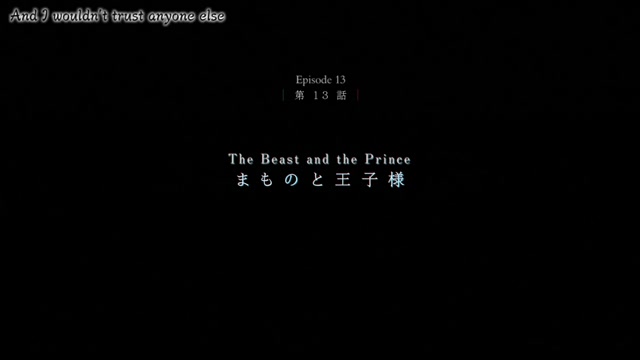 And I wouldn't trust anyone else
Episode 13
第 13 話
The Beast and the Prince
まものと王子様